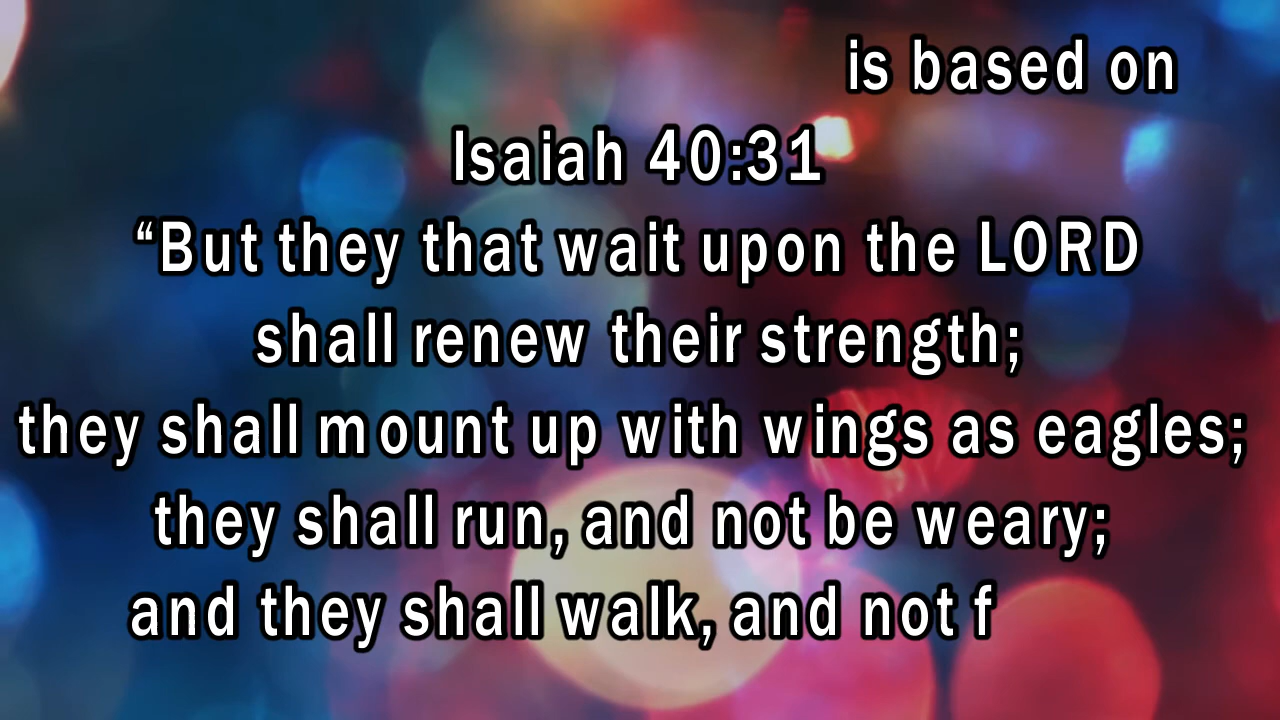 is based on
Isaiah 40:31
“But they that wait upon the LORD
shall renew their strength;
they shall mount up with wings as eagles;
they shall run, and not be weary;
and they shall walk, and not f